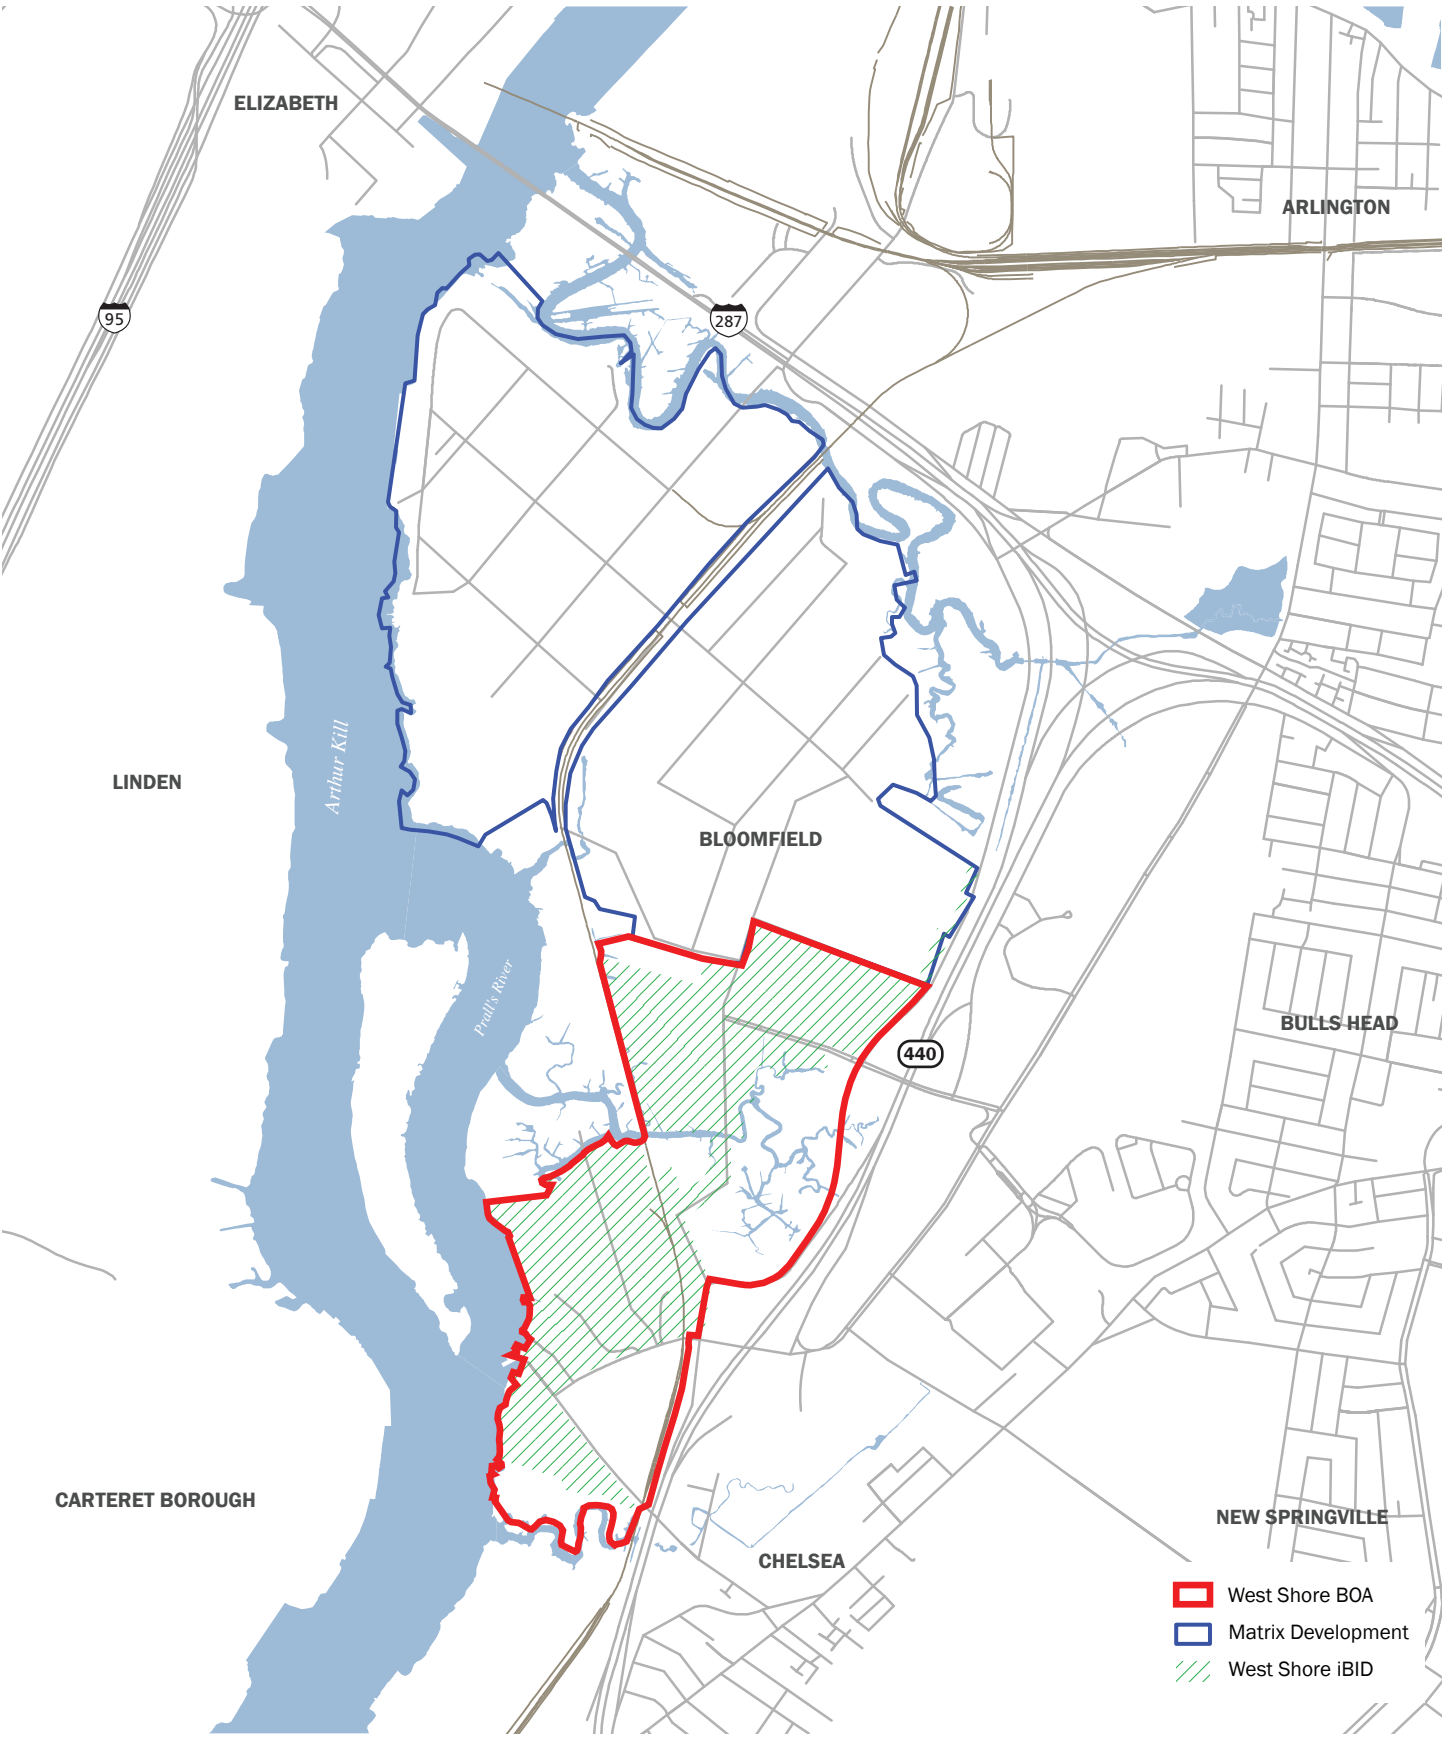 ELIZABETH
ARLINGTON
95
287
LINDEN
Arthur Kill
BLOOMFIELD
Prall's River
BULLS HEAD
440
CARTERET BOROUGH
NEW SPRINGVILLE
CHELSEA
West Shore BOA
Matrix Development
West Shore iBID